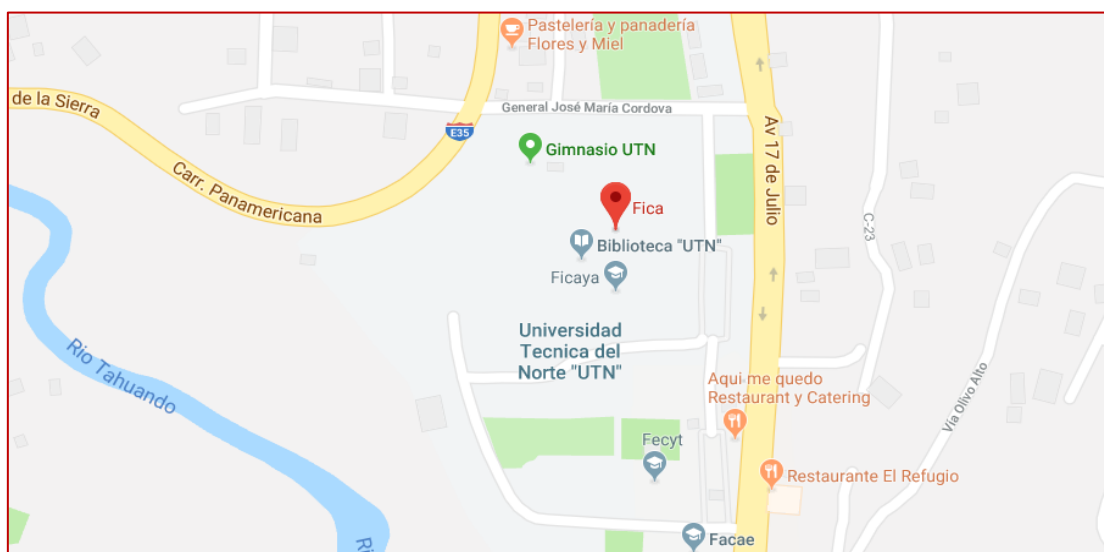 Pastelería y panadería
Flores y Miel
de la Sierra
General José María Cordova
E35
Gimnasio UTN
Av 17 de Julio
Carr. Panamericana
Fica
C-23
Biblioteca "UTN"
Ficaya
Universidad
Tecnica del
Norte "UTN"
Rio Tahuando
Aqui me quedo
Restaurant y Catering
Via Olivo Alto
Fecyt
Restaurante El Refugio
Facae
Ri